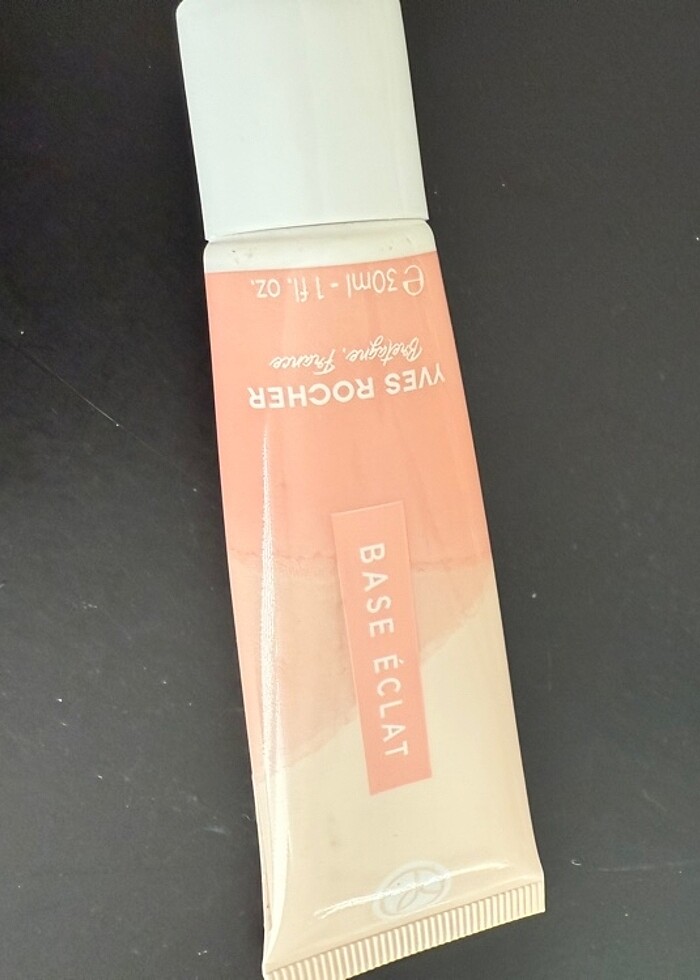 BASE ÉCLAT
YVES ROCHER
Bretagne, France
℮ 30ml - 1 fl. oz.